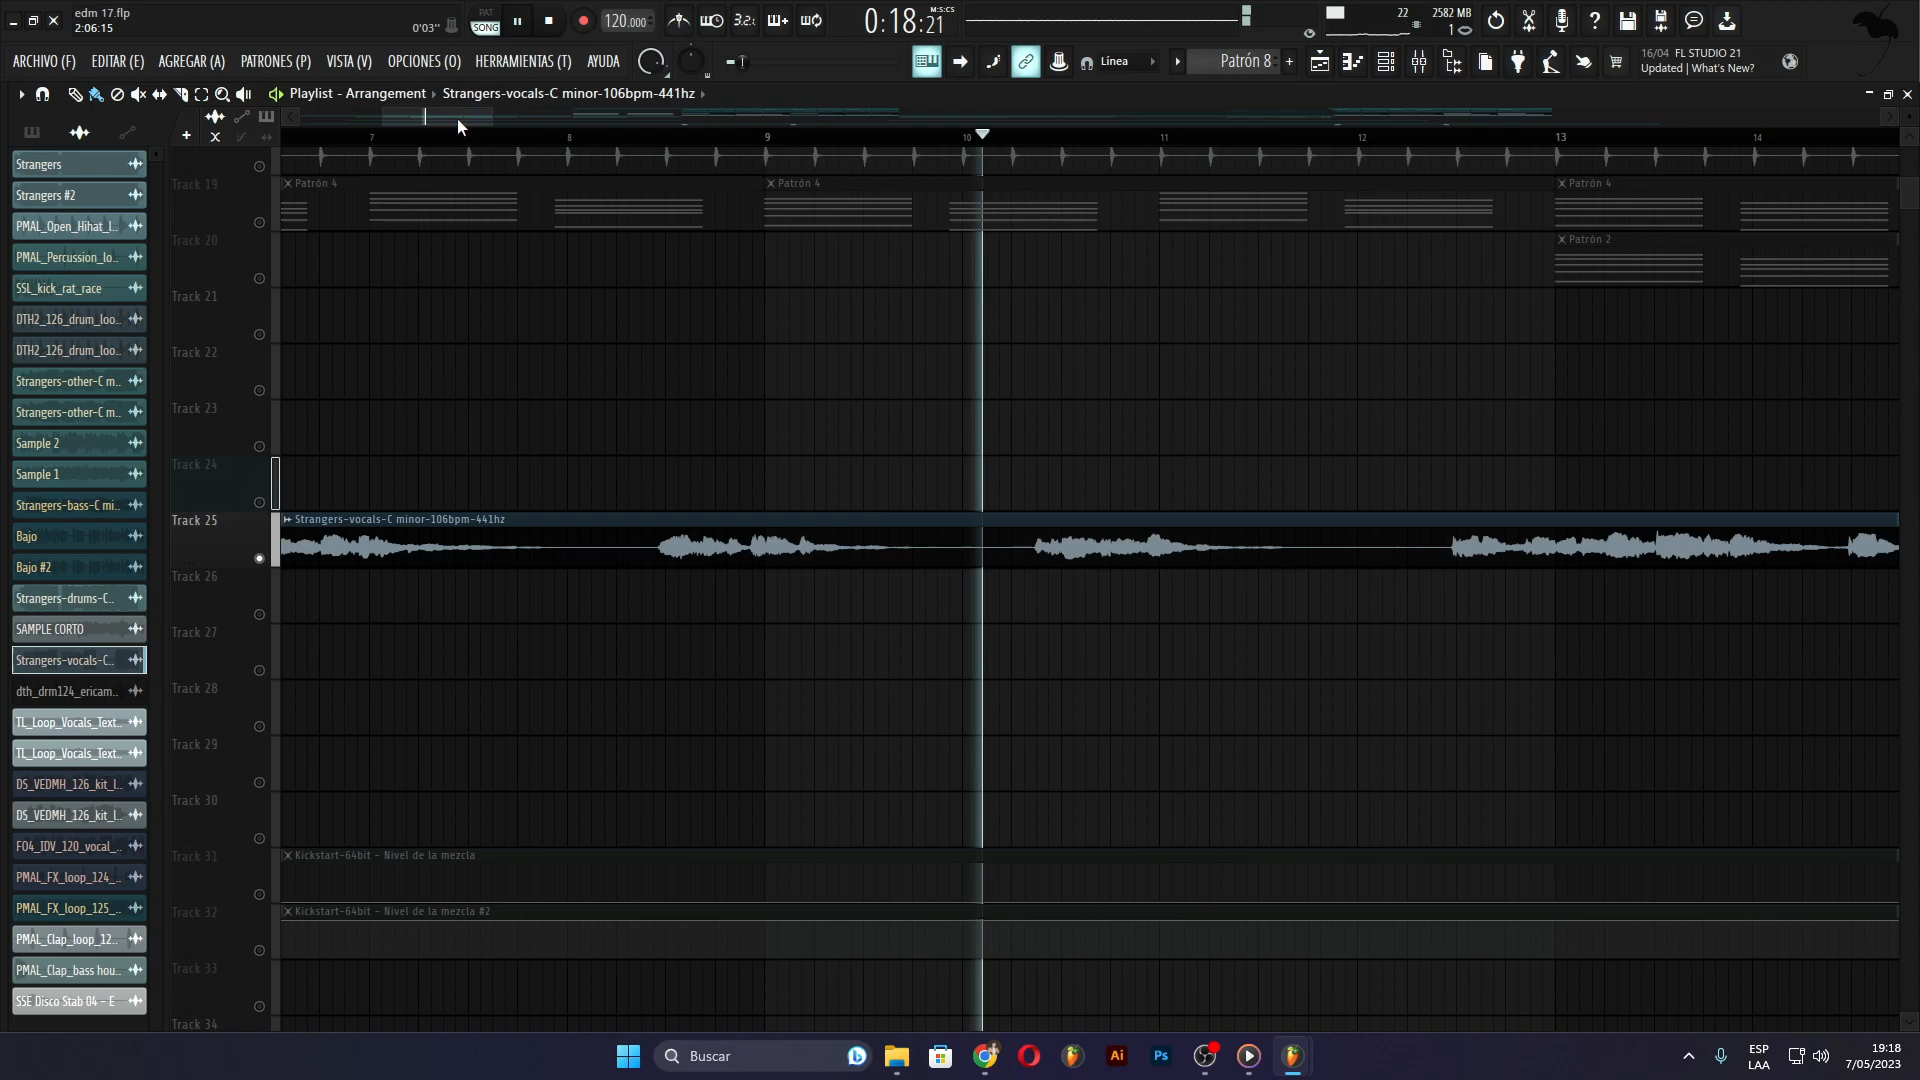 edm 17.flp
2:06:15
0'03''
PAT
SONG
120.000
3.2:
0:18:21
M:S:CS
22
2582 MB
1
ARCHIVO (F) EDITAR (E) AGREGAR (A) PATRONES (P) VISTA (V) OPCIONES (O) HERRAMIENTAS (T) AYUDA
Línea
Patrón 8
16/04 FL STUDIO 21
Updated | What's New?
Playlist - Arrangement › Strangers-vocals-C minor-106bpm-441hz ›
7 8 9 10 11 12 13 14
Strangers
Strangers #2
PMAL_Open_Hihat_l..
PMAL_Percussion_lo..
SSL_kick_rat_race
DTH2_126_drum_loo..
DTH2_126_drum_loo..
Strangers-other-C m..
Strangers-other-C m..
Sample 2
Sample 1
Strangers-bass-C mi..
Bajo
Bajo #2
Strangers-drums-C..
SAMPLE CORTO
Strangers-vocals-C..
dth_drm124_ericam..
TL_Loop_Vocals_Text..
TL_Loop_Vocals_Text..
DS_VEDMH_126_kit_l..
DS_VEDMH_126_kit_l..
FO4_IDV_120_vocal_..
PMAL_FX_loop_124_..
PMAL_FX_loop_125_..
PMAL_Clap_loop_12..
PMAL_Clap_bass hou..
SSE Disco Stab 04 - E
Track 19
Patrón 4
Patrón 4
Patrón 4
Track 20
Patrón 2
Track 21
Track 22
Track 23
Track 24
Track 25
Strangers-vocals-C minor-106bpm-441hz
Track 26
Track 27
Track 28
Track 29
Track 30
Track 31
Kickstart-64bit - Nivel de la mezcla
Track 32
Kickstart-64bit - Nivel de la mezcla #2
Track 33
Track 34
Buscar
Ai
Ps
ESP
LAA
19:18
7/05/2023